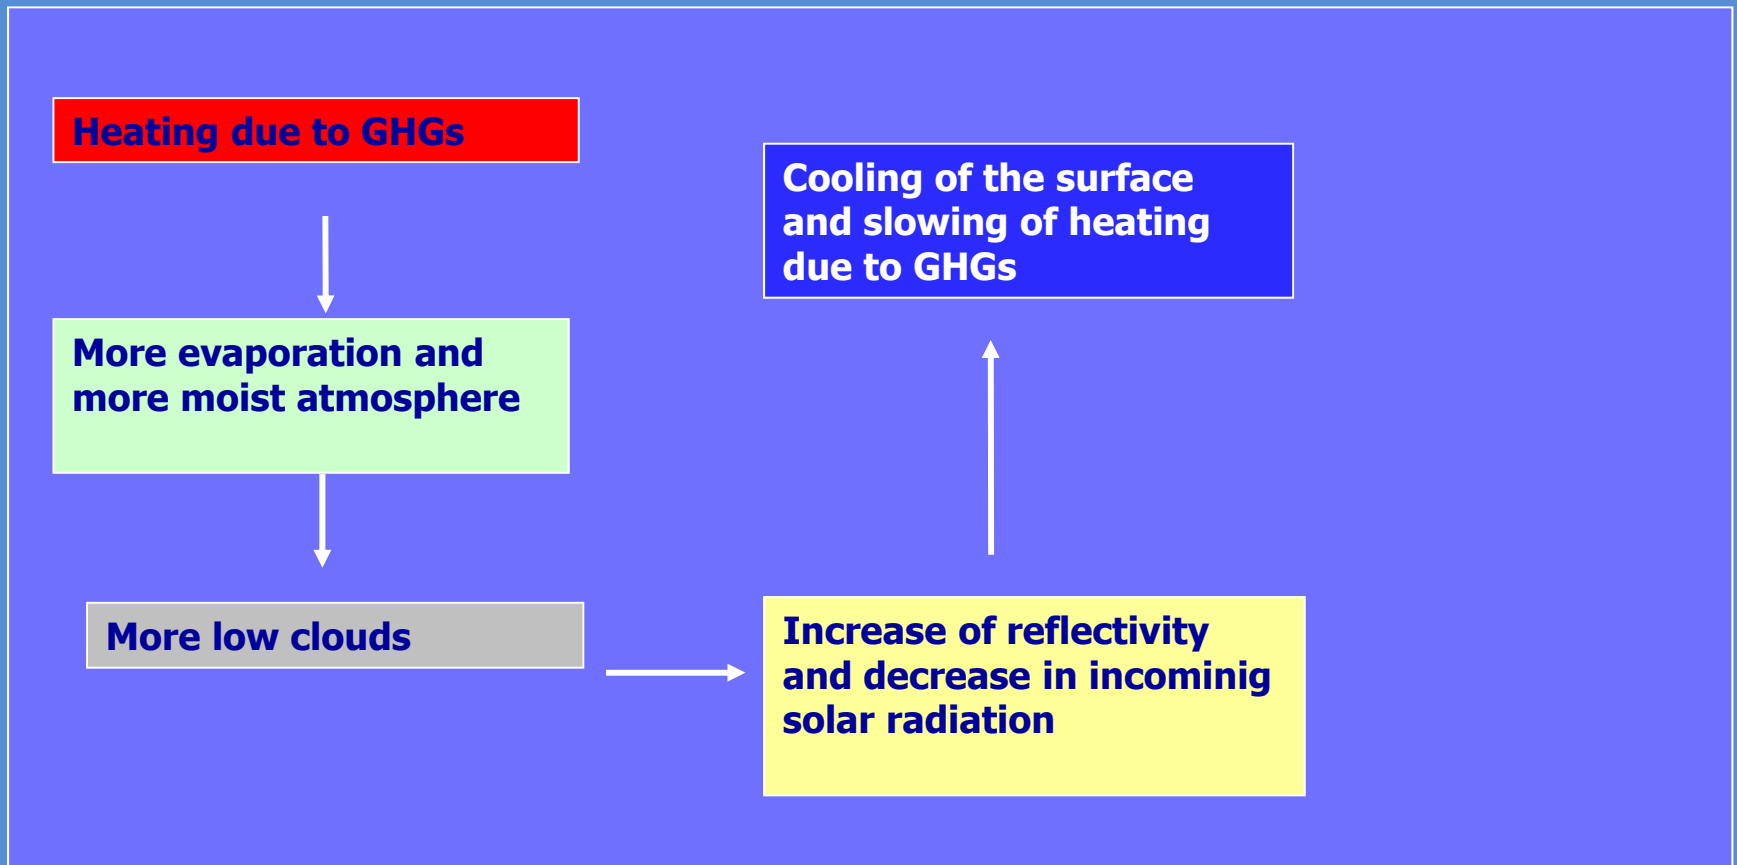 Heating due to GHGs
More evaporation and
more moist atmosphere
More low clouds
Increase of reflectivity
and decrease in incominig
solar radiation
Cooling of the surface
and slowing of heating
due to GHGs